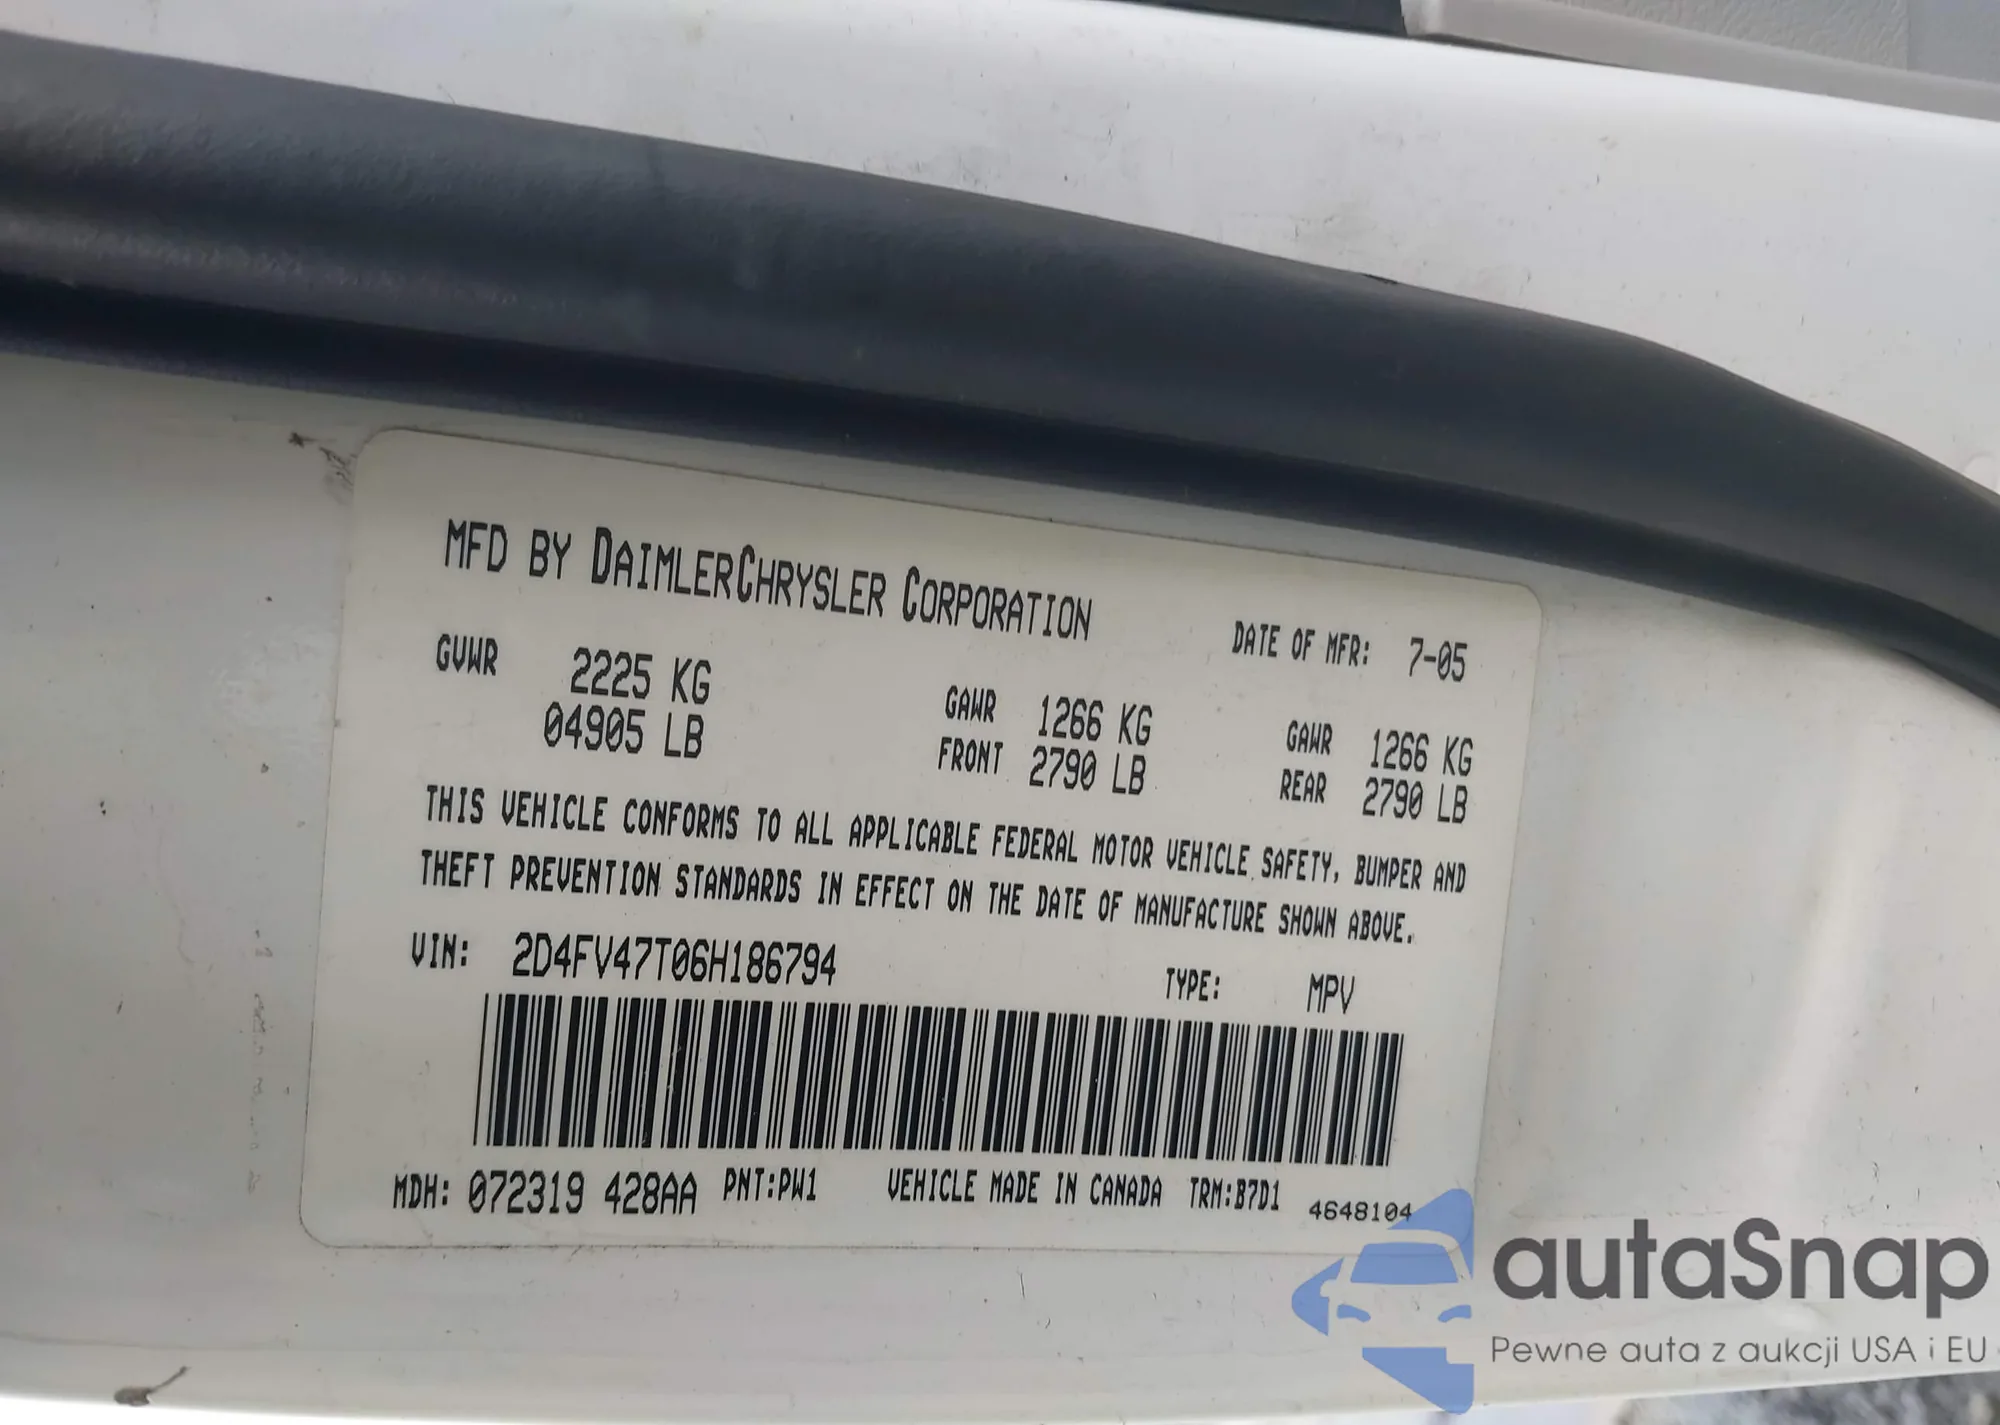 MFD BY DAIMLERCHRYSLER CORPORATION
DATE OF MFR: 7-05
GVWR 2225 KG
04905 LB
GAWR 1266 KG
FRONT 2790 LB
GAWR 1266 KG
REAR 2790 LB
THIS VEHICLE CONFORMS TO ALL APPLICABLE FEDERAL MOTOR VEHICLE SAFETY, BUMPER AND
THEFT PREVENTION STANDARDS IN EFFECT ON THE DATE OF MANUFACTURE SHOWN ABOVE.
VIN: 2D4FV47T06H186794
TYPE: MPV
MDH: 072319 428AA PNT:PW1 VEHICLE MADE IN CANADA TRM:B7D1 4648104
autaSnap
Pewne auta z aukcji USA i EU